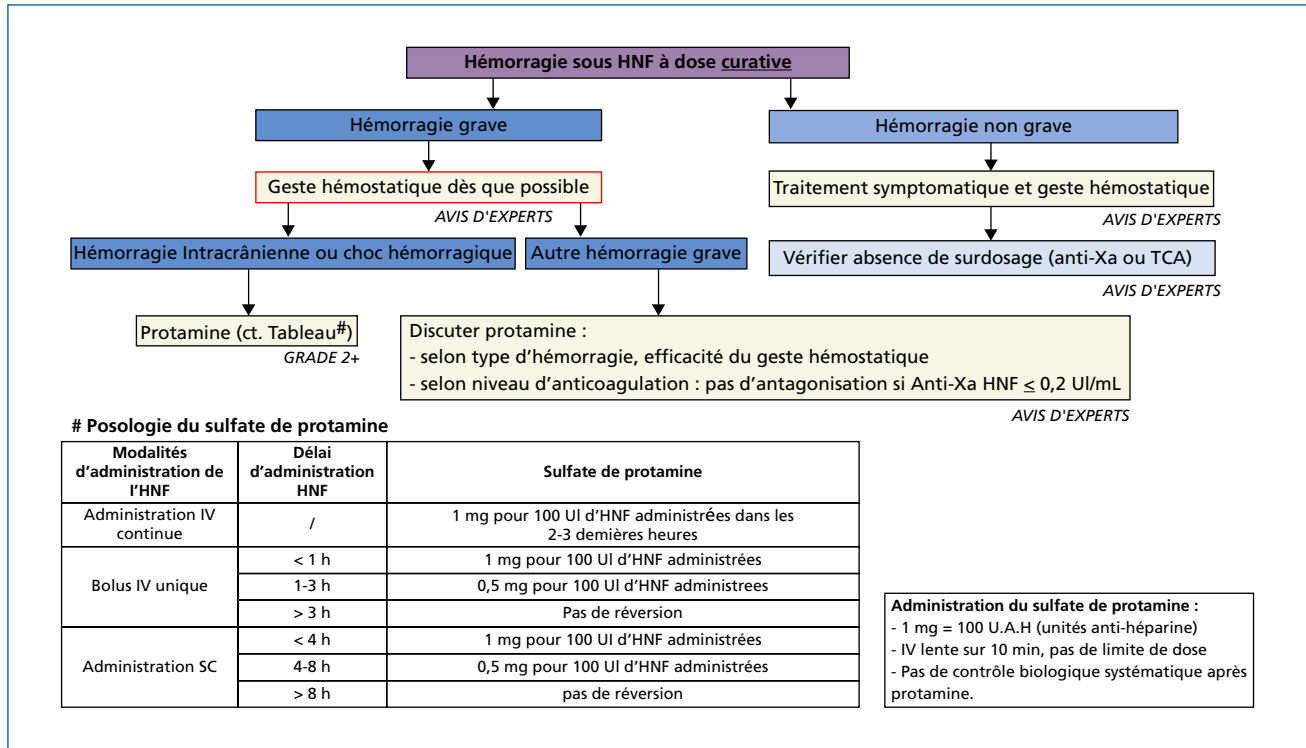 Hémorragie sous HNF à dose curative
Hémorragie grave
Hémorragie non grave
Geste hémostatique dès que possible
AVIS D'EXPERTS
Traitement symptomatique et geste hémostatique
AVIS D'EXPERTS
Hémorragie Intracrânienne ou choc hémorragique
Autre hémorragie grave
Vérifier absence de surdosage (anti-Xa ou TCA)
AVIS D'EXPERTS
Protamine (ct. Tableau#)
GRADE 2+
Discuter protamine :
- selon type d'hémorragie, efficacité du geste hémostatique
- selon niveau d'anticoagulation : pas d'antagonisation si Anti-Xa HNF ≤ 0,2 UI/mL
AVIS D'EXPERTS
# Posologie du sulfate de protamine
Modalités
d'administration de
l'HNF
Délai
d'administration
HNF
Sulfate de protamine
Administration IV
continue
/
1 mg pour 100 UI d'HNF administrées dans les
2-3 demières heures
Bolus IV unique
< 1 h
1 mg pour 100 UI d'HNF administrées
1-3 h
0,5 mg pour 100 UI d'HNF administrees
> 3 h
Pas de réversion
Administration SC
< 4 h
1 mg pour 100 UI d'HNF administrées
4-8 h
0,5 mg pour 100 UI d'HNF administrées
> 8 h
pas de réversion
Administration du sulfate de protamine :
- 1 mg = 100 U.A.H (unités anti-héparine)
- IV lente sur 10 min, pas de limite de dose
- Pas de contrôle biologique systématique après
protamine.